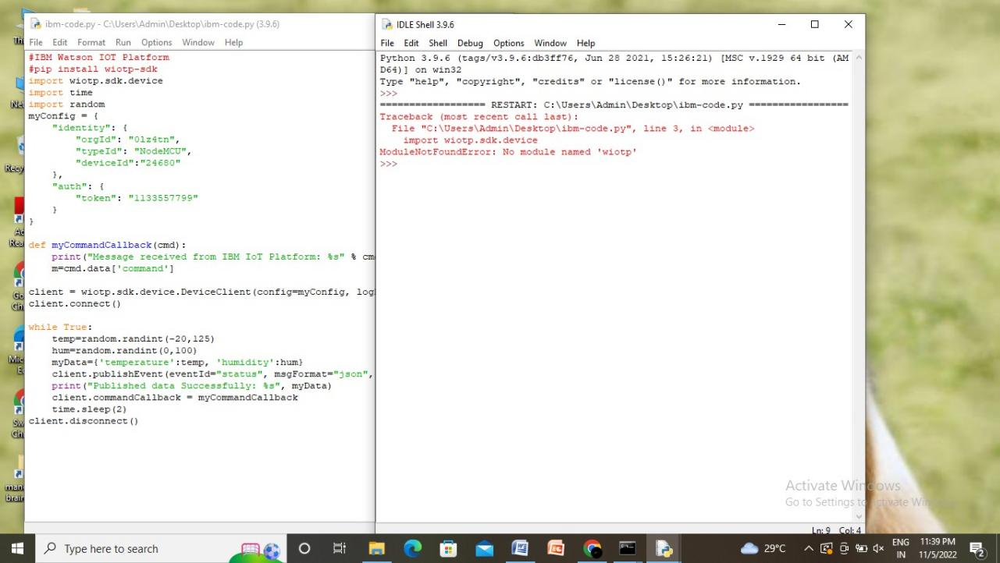 ibm-code.py - C:\Users\Admin\Desktop\ibm-code.py (3.9.6)
File Edit Format Run Options Window Help
#IBM Watson IOT Platform
#pip install wiotp-sdk
import wiotp.sdk.device
import time
import random
myConfig = {
    "identity": {
        "orgId": "0lz4tn",
        "typeId": "NodeMCU",
        "deviceId":"24680"
    },
    "auth": {
        "token": "1133557799"
    }
}
def myCommandCallback(cmd):
    print("Message received from IBM IoT Platform: %s" % cm
    m=cmd.data['command']
client = wiotp.sdk.device.DeviceClient(config=myConfig, log
client.connect()
while True:
    temp=random.randint(-20,125)
    hum=random.randint(0,100)
    myData={'temperature':temp, 'humidity':hum}
    client.publishEvent(eventId="status", msgFormat="json",
    print("Published data Successfully: %s", myData)
    client.commandCallback = myCommandCallback
    time.sleep(2)
client.disconnect()
IDLE Shell 3.9.6
File Edit Shell Debug Options Window Help
Python 3.9.6 (tags/v3.9.6:db3ff76, Jun 28 2021, 15:26:21) [MSC v.1929 64 bit (AM
D64)] on win32
Type "help", "copyright", "credits" or "license()" for more information.
>>>
================== RESTART: C:\Users\Admin\Desktop\ibm-code.py =================
Traceback (most recent call last):
  File "C:\Users\Admin\Desktop\ibm-code.py", line 3, in <module>
    import wiotp.sdk.device
ModuleNotFoundError: No module named 'wiotp'
>>>
Ln: 9 Col: 4
Activate Windows
Go to Settings to activate Win
Type here to search
29°C
ENG
IN
11:39 PM
11/5/2022
2